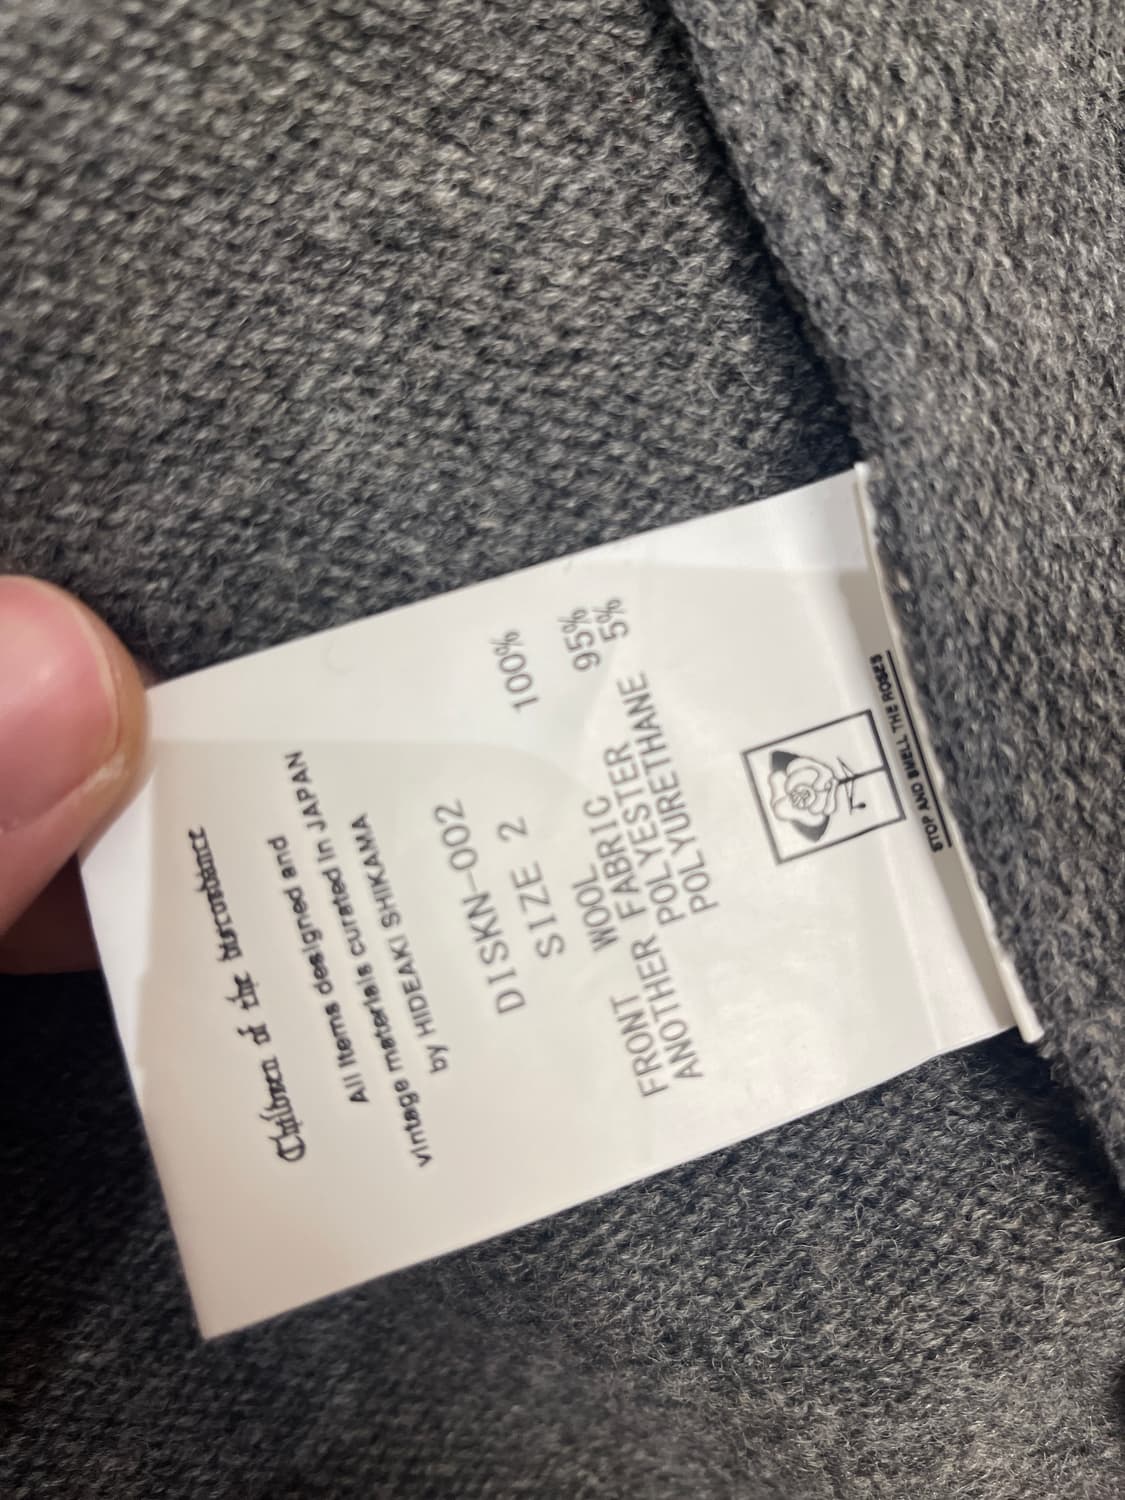 Children of the discordance
All items designed and
vintage materials curated in JAPAN
by HIDEAKI SHIKAMA
DISKN-002
SIZE 2
FRONT WOOL 100%
ANOTHER FABRIC
POLYESTER 95%
POLYURETHANE 5%
STOP AND SMELL THE ROSES